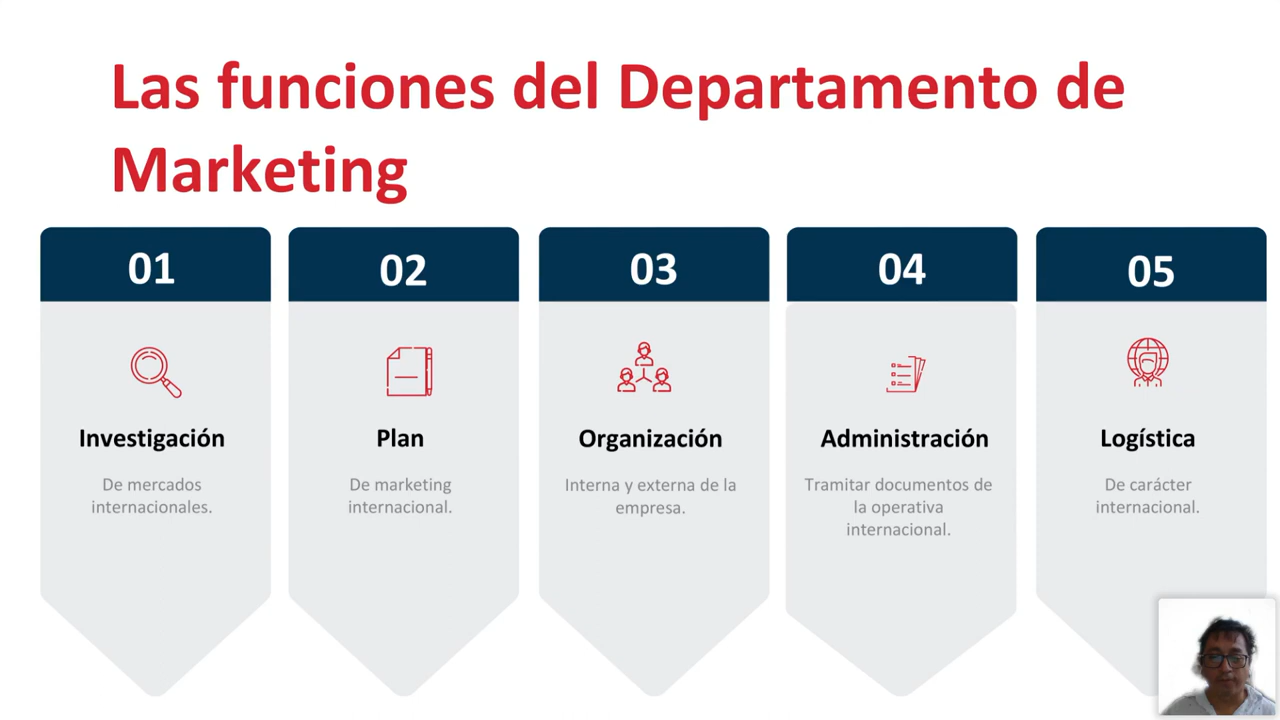 Las funciones del Departamento de
Marketing
01
Investigación
De mercados
internacionales.
02
Plan
De marketing
internacional.
03
Organización
Interna y externa de la
empresa.
04
Administración
Tramitar documentos de
la operativa
internacional.
05
Logística
De carácter
internacional.